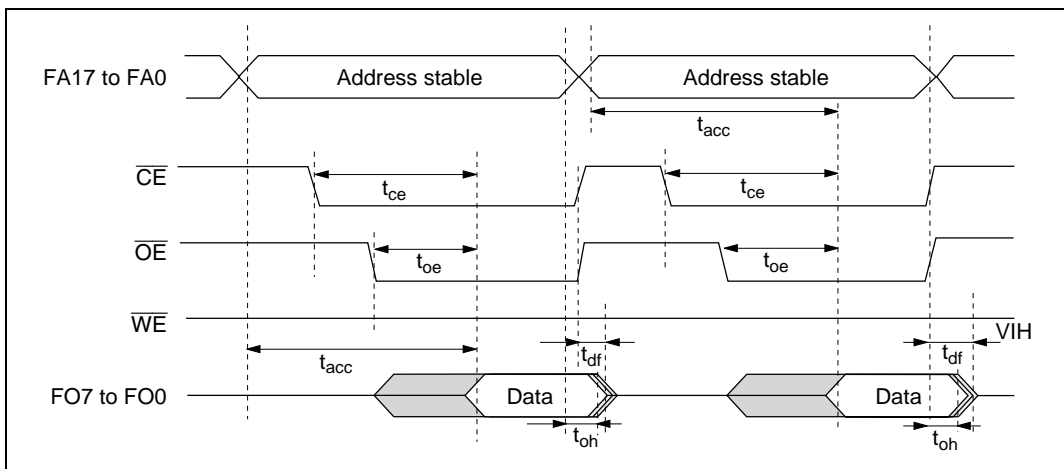 FA17 to FA0
Address stable
Address stable
tacc
CE
tce
tce
OE
toe
toe
WE
VIH
tacc
tdf
tdf
FO7 to FO0
Data
Data
toh
toh